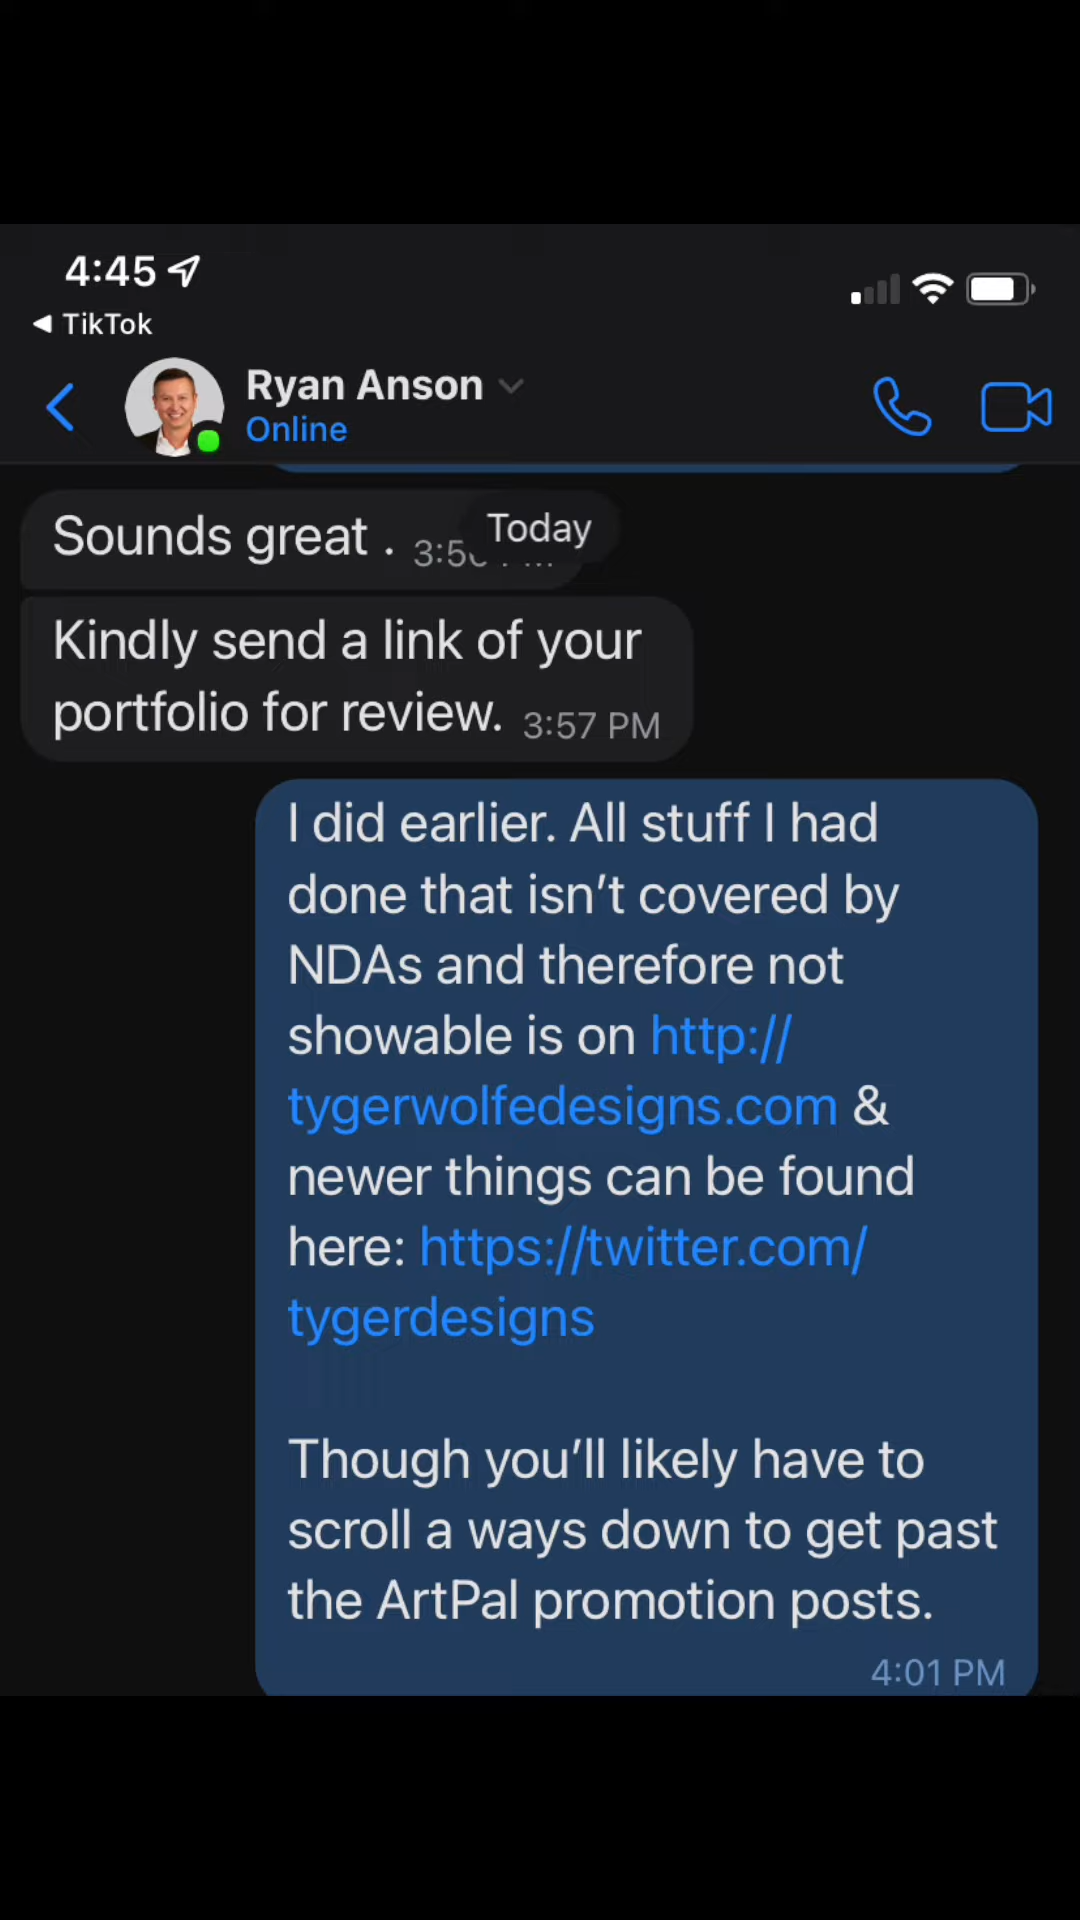 4:45
TikTok
Ryan Anson
Online
Today
Sounds great .
Kindly send a link of your
portfolio for review. 3:57 PM
I did earlier. All stuff I had
done that isn’t covered by
NDAs and therefore not
showable is on http://
tygerwolfedesigns.com &
newer things can be found
here: https://twitter.com/
tygerdesigns
Though you’ll likely have to
scroll a ways down to get past
the ArtPal promotion posts.
4:01 PM